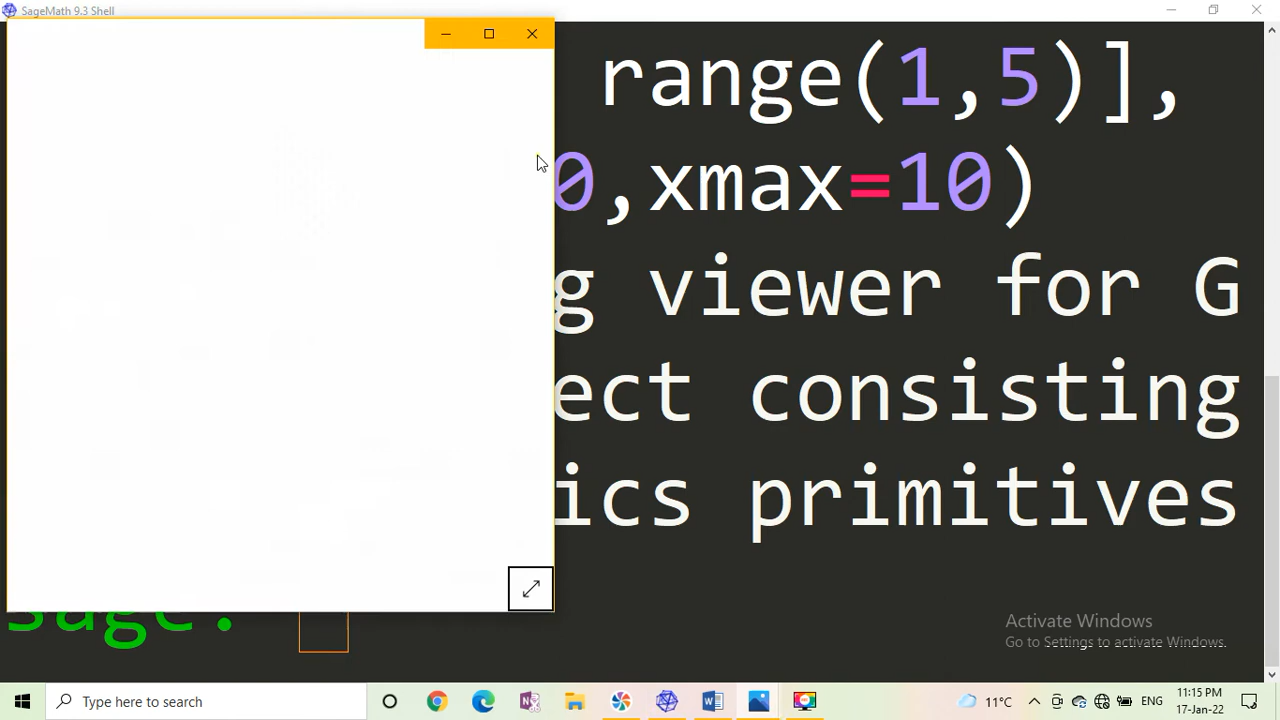 SageMath 9.3 Shell
range(1,5)],
0,xmax=10)
g viewer for G
ect consisting
ics primitives
sage:
Activate Windows
Go to Settings to activate Windows.
Type here to search
11°C
ENG
11:15 PM
17-Jan-22